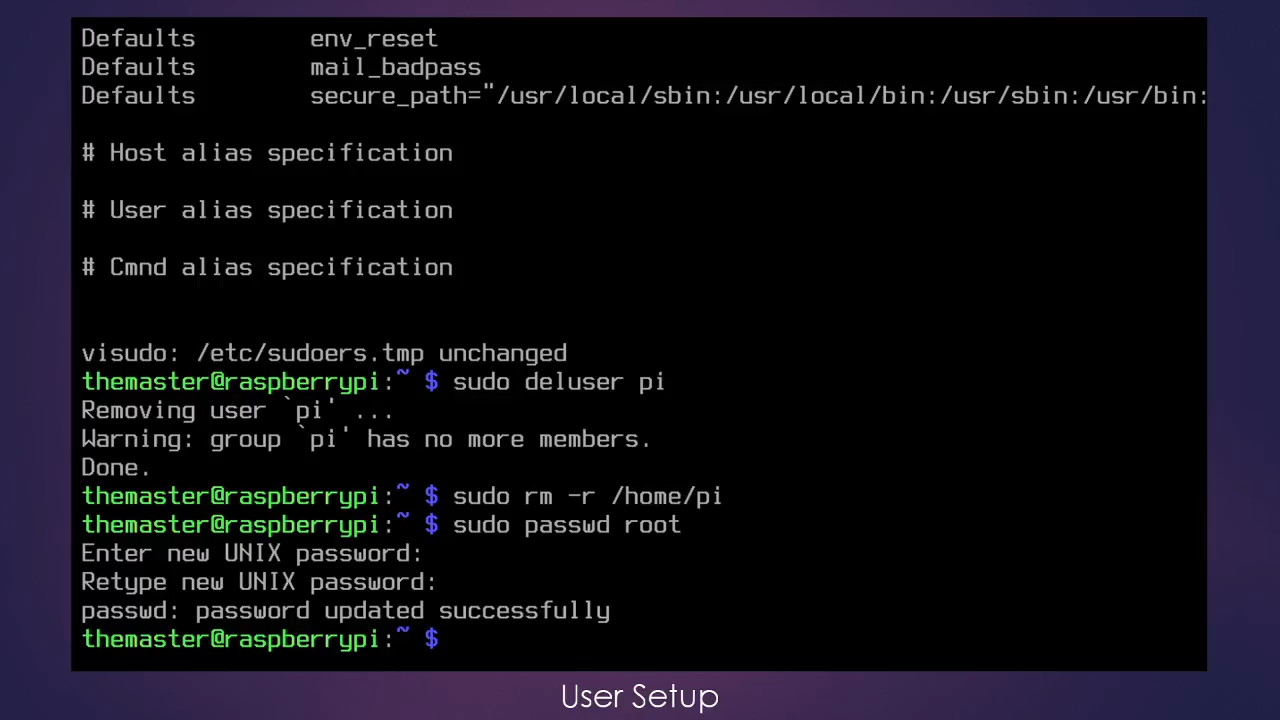 Defaults        env_reset
Defaults        mail_badpass
Defaults        secure_path="/usr/local/sbin:/usr/local/bin:/usr/sbin:/usr/bin:
# Host alias specification
# User alias specification
# Cmnd alias specification
visudo: /etc/sudoers.tmp unchanged
themaster@raspberrypi:~ $ sudo deluser pi
Removing user `pi' ...
Warning: group `pi' has no more members.
Done.
themaster@raspberrypi:~ $ sudo rm -r /home/pi
themaster@raspberrypi:~ $ sudo passwd root
Enter new UNIX password:
Retype new UNIX password:
passwd: password updated successfully
themaster@raspberrypi:~ $
User Setup